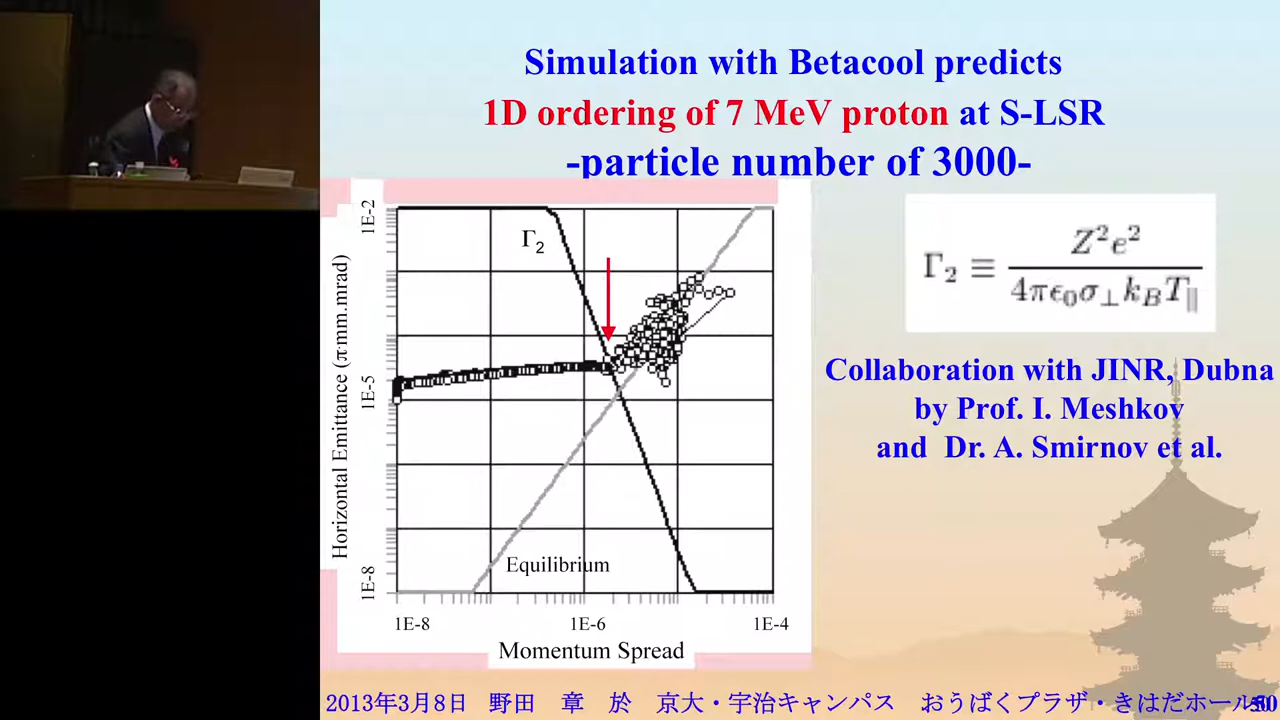 Simulation with Betacool predicts
1D ordering of 7 MeV proton at S-LSR
-particle number of 3000-
1E-2
1E-5
1E-8
Horizontal Emittance (π·mm.mrad)
Γ2
Equilibrium
1E-8 1E-6 1E-4
Momentum Spread
Γ2 ≡ Z²e² / 4πϵ0σ⊥kBT∥
Collaboration with JINR, Dubna
by Prof. I. Meshkov
and Dr. A. Smirnov et al.
2013年3月8日 野田 章 於 京大・宇治キャンパス おうばくプラザ・きはだホール